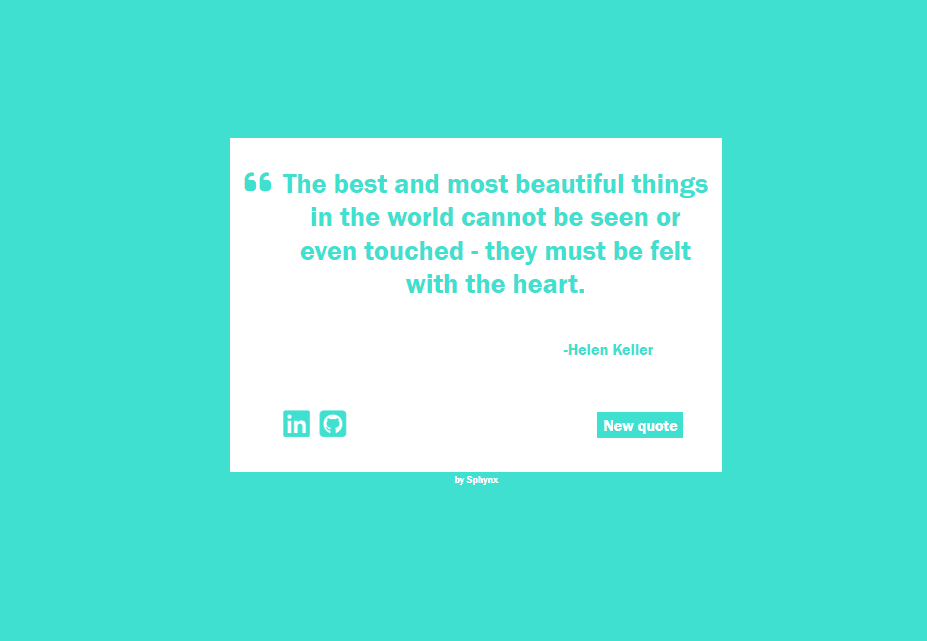 “ The best and most beautiful things
in the world cannot be seen or
even touched - they must be felt
with the heart.
-Helen Keller
in
New quote
by Sphynx